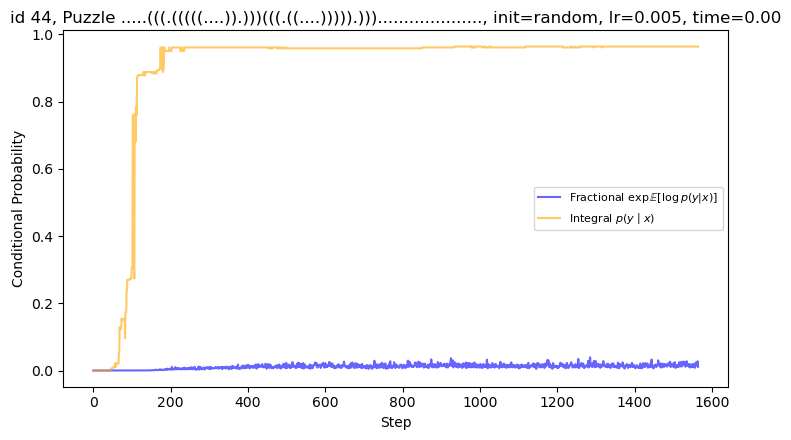 id 44, Puzzle .....(((.(((((....)).)))(((.((....))))).)))....................., init=random, lr=0.005, time=0.00
Conditional Probability
1.0
0.8
0.6
0.4
0.2
0.0
Fractional exp𝔼[log p(y|x)]
Integral p(y | x)
0 200 400 600 800 1000 1200 1400 1600
Step